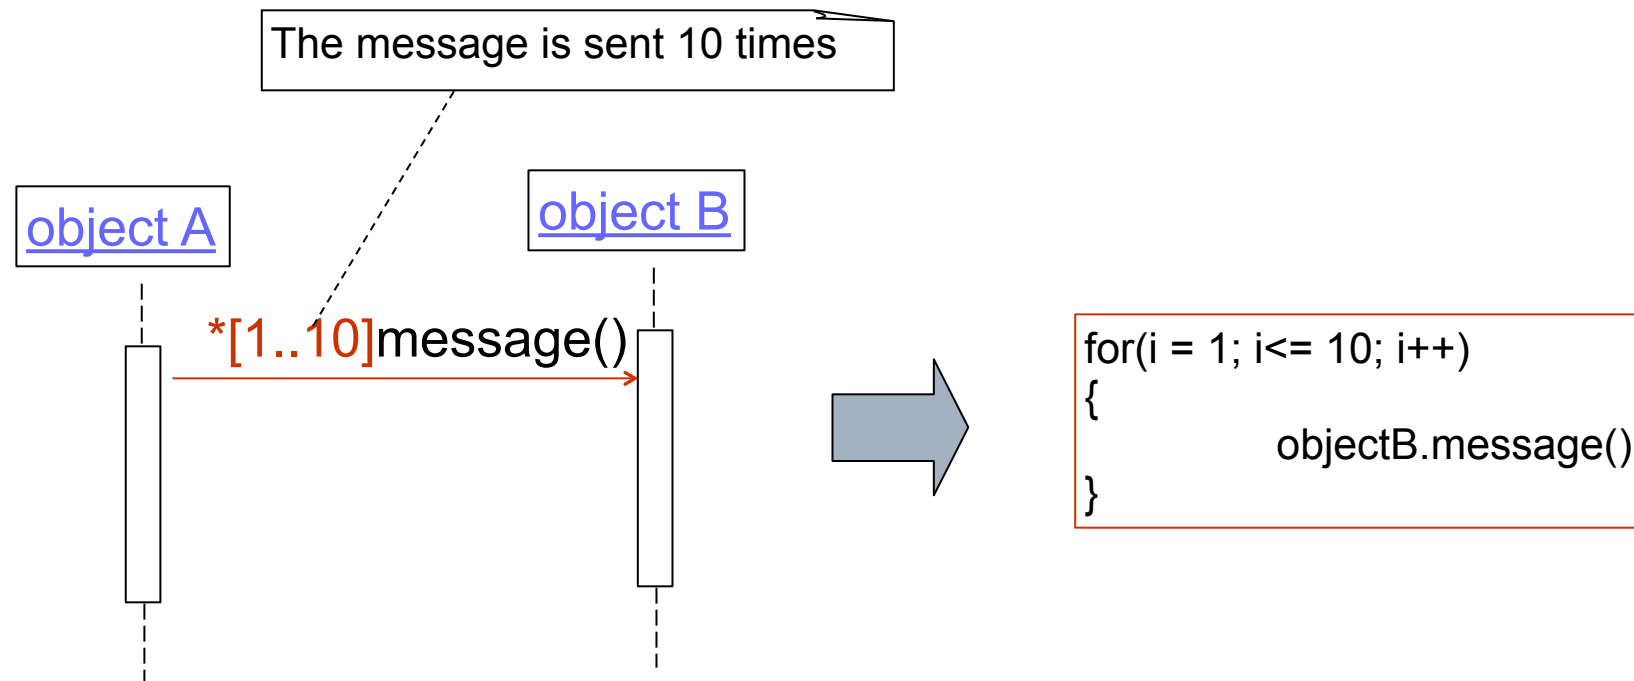 The message is sent 10 times
object A
object B
*[1..10]message()
for(i = 1; i<= 10; i++)
{
objectB.message()
}